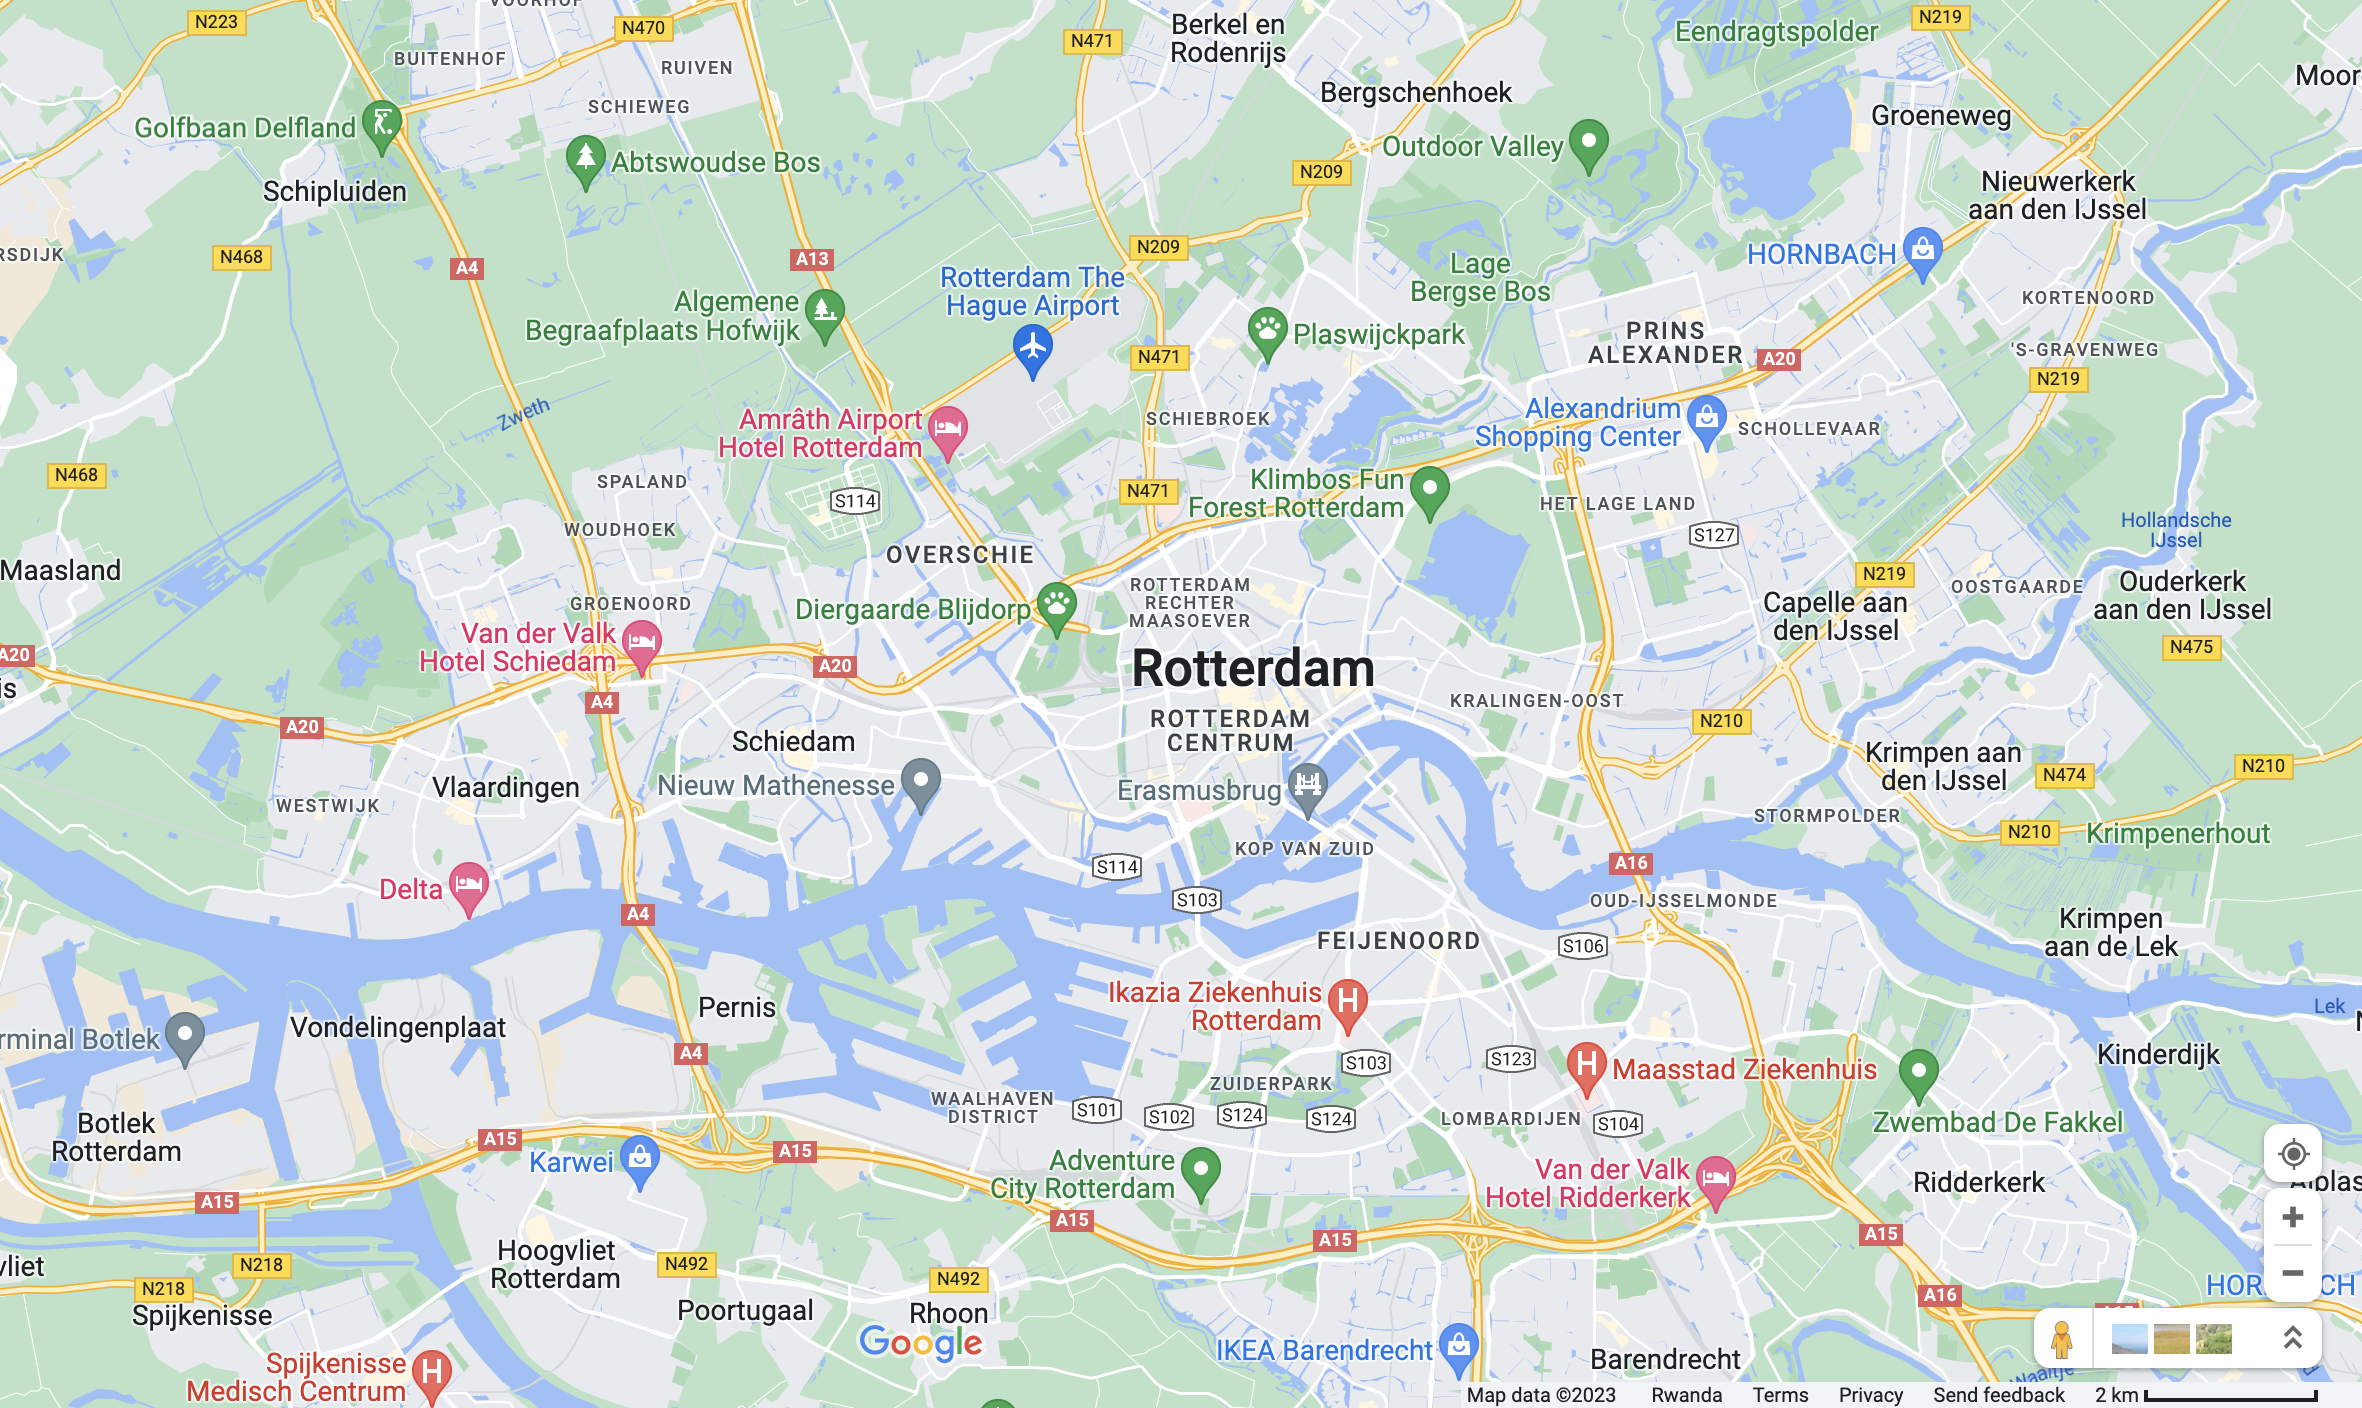 VOORHOF
N223
N470
N471
Berkel en
Rodenrijs
Eendragtspolder
N219
BUITENHOF
RUIVEN
Moor
SCHIEWEG
Bergschenhoek
Groeneweg
Golfbaan Delfland
Abtswoudse Bos
Outdoor Valley
N209
Schipluiden
Nieuwerkerk
aan den IJssel
RSDIJK
N468
A4
A13
N209
HORNBACH
Lage
Bergse Bos
Rotterdam The
Hague Airport
Algemene
Begraafplaats Hofwijk
KORTENOORD
Plaswijckpark
PRINS
ALEXANDER
A20
N471
'S-GRAVENWEG
N219
Zweth
Amrâth Airport
Hotel Rotterdam
SCHIEBROEK
Alexandrium
Shopping Center
SCHOLLEVAAR
N468
SPALAND
S114
N471
Klimbos Fun
Forest Rotterdam
HET LAGE LAND
WOUDHOEK
S127
Hollandsche
IJssel
OVERSCHIE
Maasland
N219
OOSTGAARDE
Ouderkerk
aan den IJssel
GROENOORD
Diergaarde Blijdorp
ROTTERDAM
RECHTER
MAASOEVER
Capelle aan
den IJssel
Van der Valk
Hotel Schiedam
A20
A20
N475
Rotterdam
is
A4
KRALINGEN-OOST
A20
ROTTERDAM
CENTRUM
N210
Schiedam
Krimpen aan
den IJssel
N474
N210
Vlaardingen
Nieuw Mathenesse
Erasmusbrug
WESTWIJK
STORMPOLDER
N210
Krimpenerhout
KOP VAN ZUID
S114
A16
Delta
S103
OUD-IJSSELMONDE
A4
FEIJENOORD
S106
Krimpen
aan de Lek
Pernis
Ikazia Ziekenhuis
Rotterdam
Lek
Vondelingenplaat
rminal Botlek
A4
S103
S123
Maasstad Ziekenhuis
Kinderdijk
ZUIDERPARK
WAALHAVEN
DISTRICT
S101
S102
S124
S124
LOMBARDIJEN
S104
Zwembad De Fakkel
Botlek
Rotterdam
A15
A15
Karwei
Adventure
City Rotterdam
Van der Valk
Hotel Ridderkerk
Ridderkerk
Alblas
A15
A15
A15
A15
Hoogvliet
Rotterdam
vliet
N218
N218
N492
N492
A16
HOR CH
Spijkenisse
Poortugaal
Rhoon
Google
IKEA Barendrecht
Barendrecht
Spijkenisse
Medisch Centrum
Waaltje
Map data ©2023 Rwanda Terms Privacy Send feedback 2 km